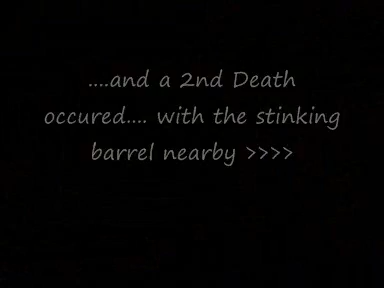 ....and a 2nd Death
occured.... with the stinking
barrel nearby >>>>